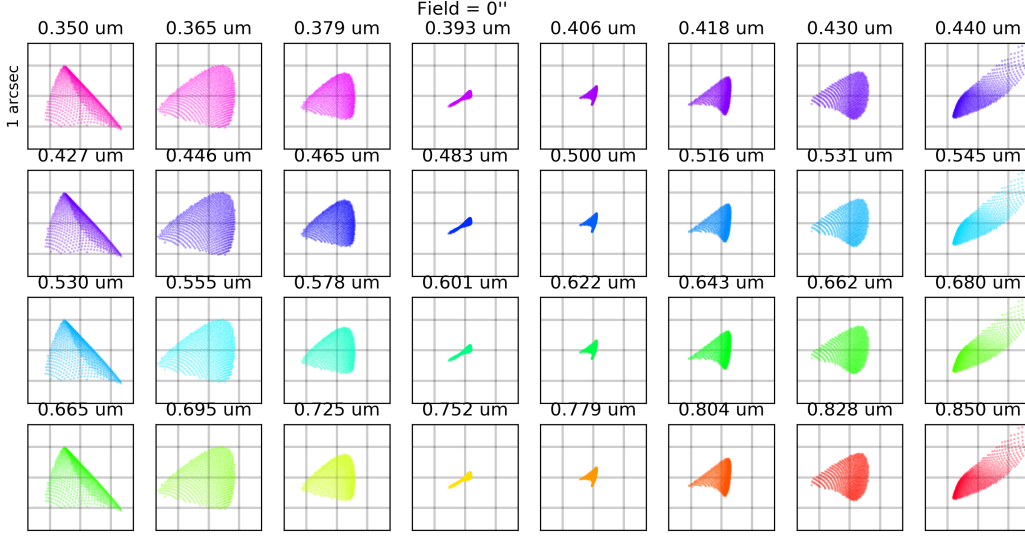 Field = 0''
0.350 um 0.365 um 0.379 um 0.393 um 0.406 um 0.418 um 0.430 um 0.440 um
1 arcsec
0.427 um 0.446 um 0.465 um 0.483 um 0.500 um 0.516 um 0.531 um 0.545 um
0.530 um 0.555 um 0.578 um 0.601 um 0.622 um 0.643 um 0.662 um 0.680 um
0.665 um 0.695 um 0.725 um 0.752 um 0.779 um 0.804 um 0.828 um 0.850 um